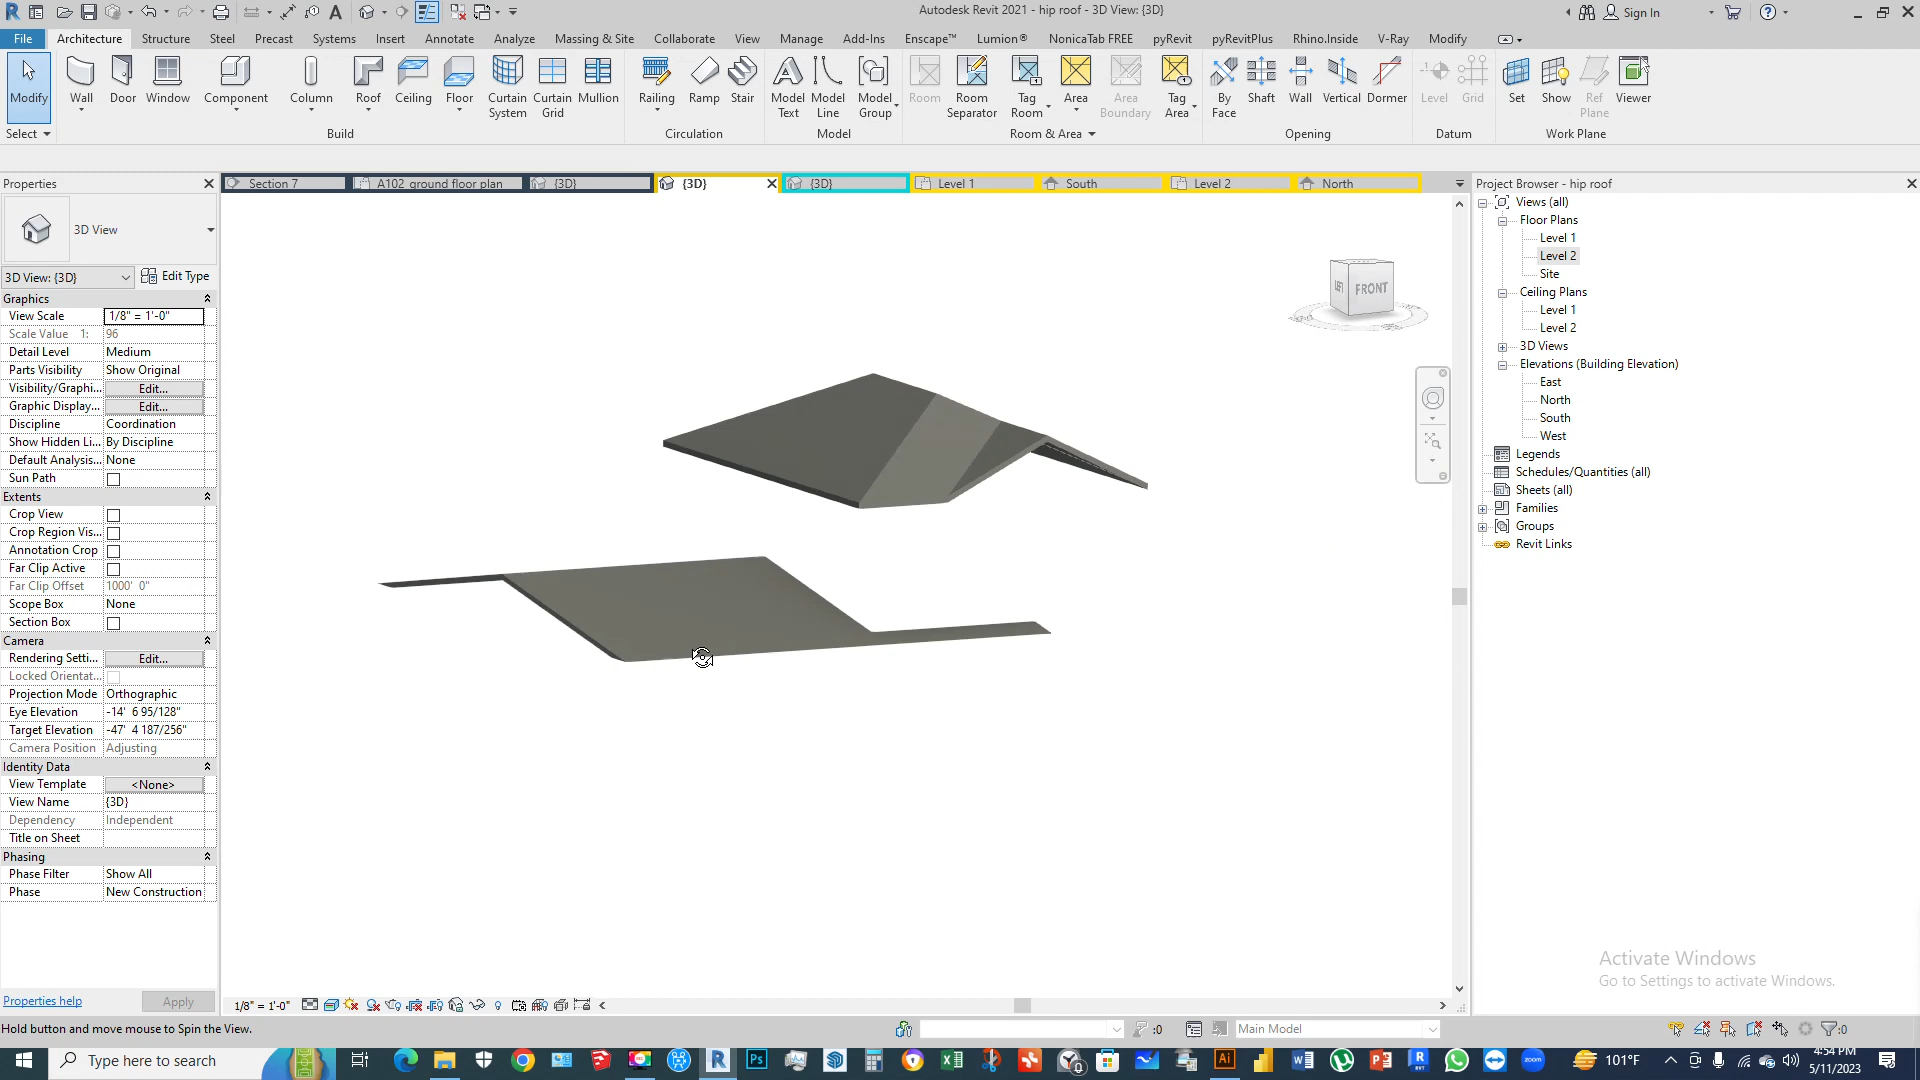 Autodesk Revit 2021 - hip roof - 3D View: {3D}
Sign In
File Architecture Structure Steel Precast Systems Insert Annotate Analyze Massing & Site Collaborate View Manage Add-Ins Enscape™ Lumion® NonicaTab FREE pyRevit pyRevitPlus Rhino.Inside V-Ray Modify
Modify Wall Door Window Component Column Roof Ceiling Floor Curtain System Curtain Grid Mullion Railing Ramp Stair Model Text Model Line Model Group Room Room Separator Tag Room Area Area Boundary Tag Area By Face Shaft Wall Vertical Dormer Level Grid Set Show Ref Plane Viewer
Select Build Circulation Model Room & Area Opening Datum Work Plane
Properties
Section 7 A102 ground floor plan {3D} {3D} {3D} Level 1 South Level 2 North
Project Browser - hip roof
3D View
3D View: {3D} Edit Type
Graphics
View Scale 1/8" = 1'-0"
Scale Value 1: 96
Detail Level Medium
Parts Visibility Show Original
Visibility/Graphi... Edit...
Graphic Display... Edit...
Discipline Coordination
Show Hidden Li... By Discipline
Default Analysis... None
Sun Path
Extents
Crop View
Crop Region Vis...
Annotation Crop
Far Clip Active
Far Clip Offset 1000' 0"
Scope Box None
Section Box
Camera
Rendering Setti... Edit...
Locked Orientat...
Projection Mode Orthographic
Eye Elevation -14' 6 95/128"
Target Elevation -47' 4 187/256"
Camera Position Adjusting
Identity Data
View Template <None>
View Name {3D}
Dependency Independent
Title on Sheet
Phasing
Phase Filter Show All
Phase New Construction
Properties help Apply
LEFT FRONT
Views (all)
Floor Plans
Level 1
Level 2
Site
Ceiling Plans
Level 1
Level 2
3D Views
Elevations (Building Elevation)
East
North
South
West
Legends
Schedules/Quantities (all)
Sheets (all)
Families
Groups
Revit Links
Activate Windows
Go to Settings to activate Windows.
1/8" = 1'-0"
Hold button and move mouse to Spin the View.
:0 Main Model :0
Type here to search
101°F
4:54 PM
5/11/2023